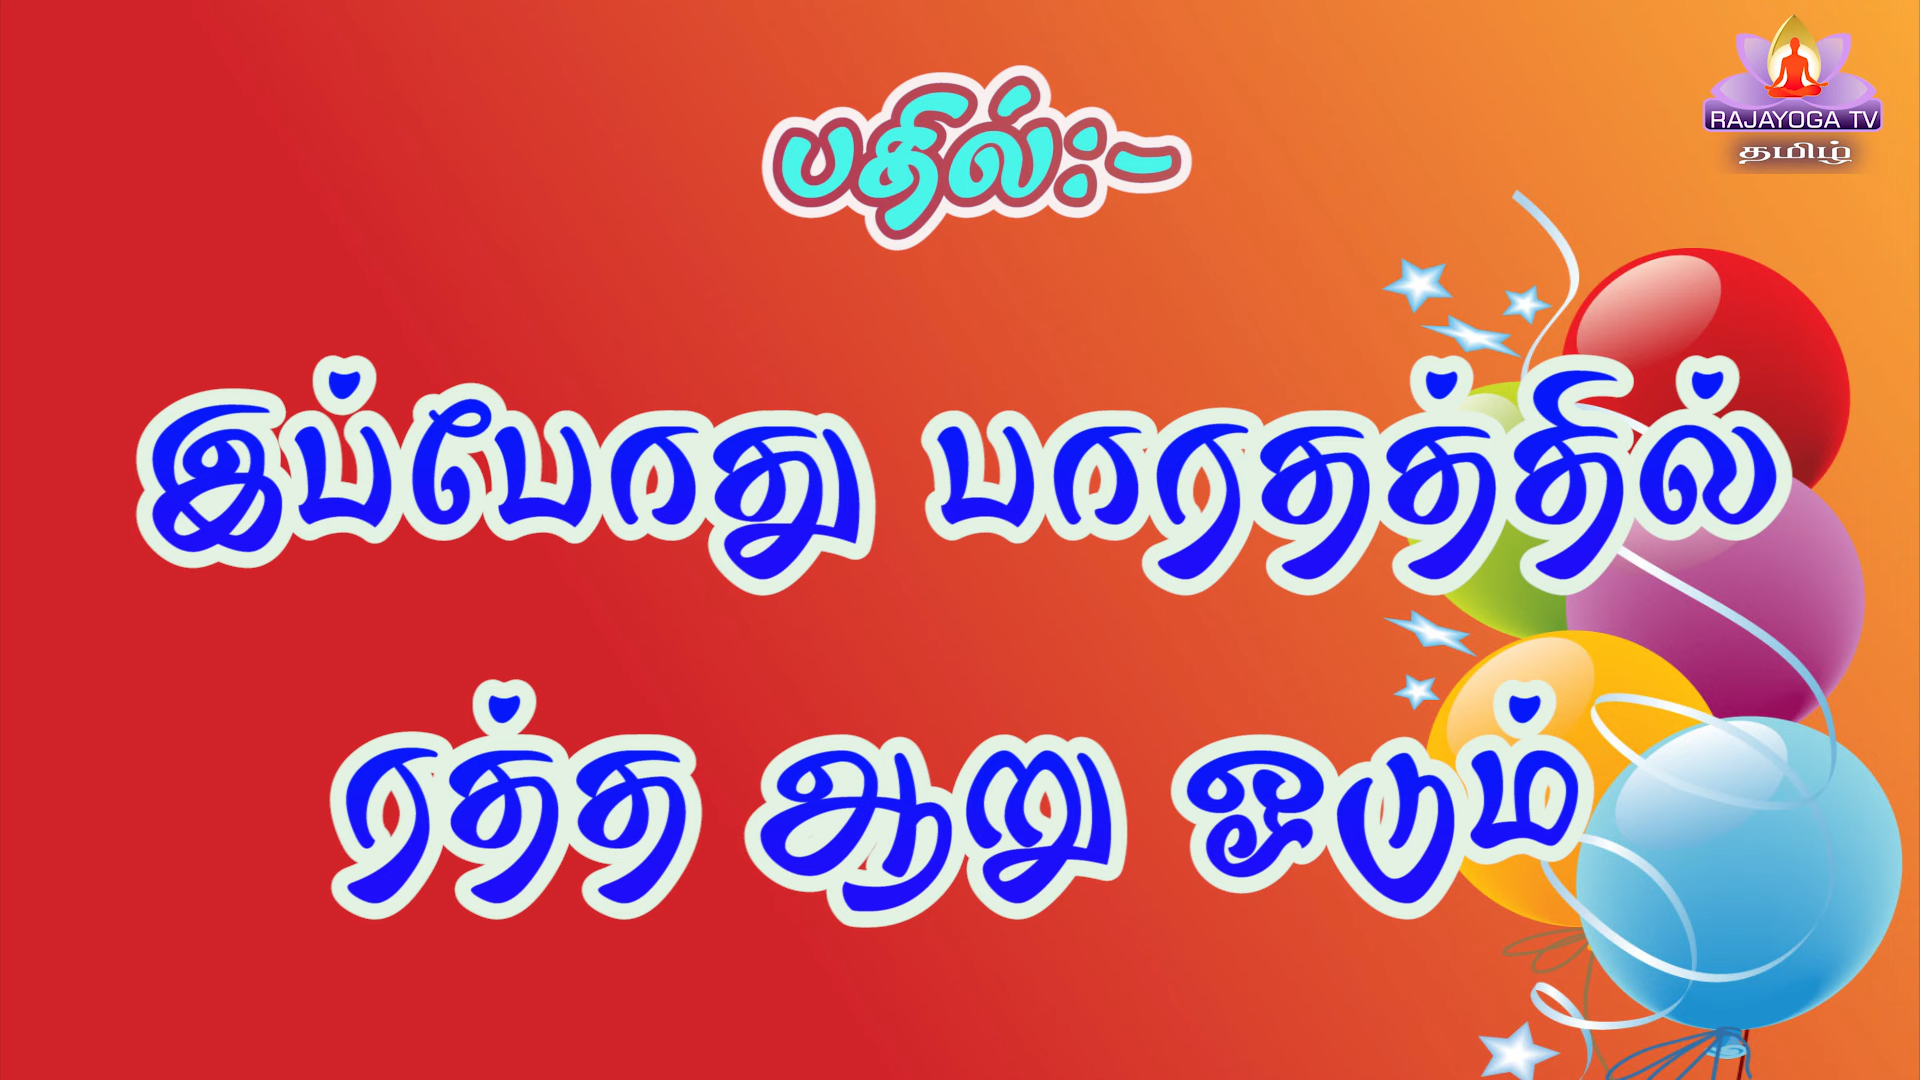 RAJAYOGA TV
தமிழ்
பதில்:-
இப்போது பாரதத்தில்
ரத்த ஆறு ஓடும்